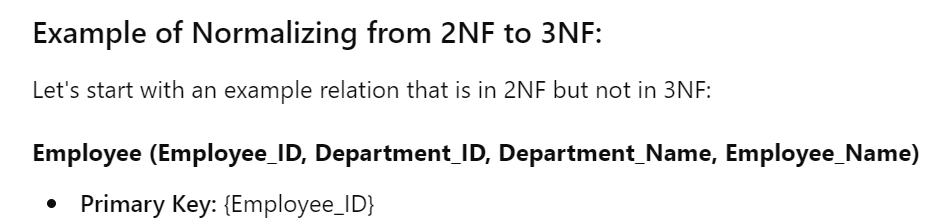 Example of Normalizing from 2NF to 3NF:
Let's start with an example relation that is in 2NF but not in 3NF:
Employee (Employee_ID, Department_ID, Department_Name, Employee_Name)
• Primary Key: {Employee_ID}